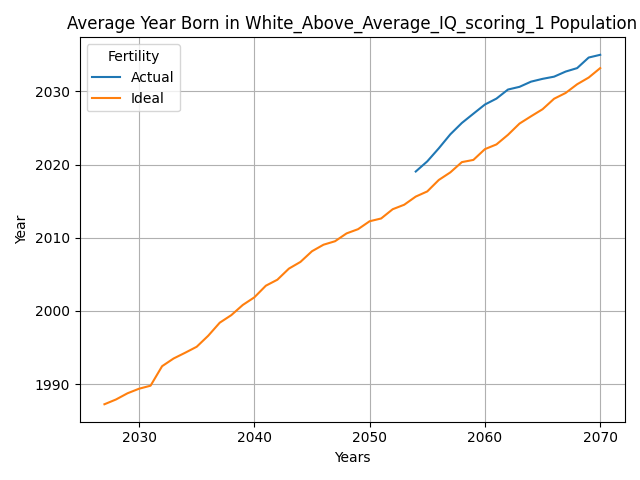 Average Year Born in White_Above_Average_IQ_scoring_1 Population
Fertility
Actual
Ideal
2030
2020
2010
2000
1990
Year
2030 2040 2050 2060 2070
Years